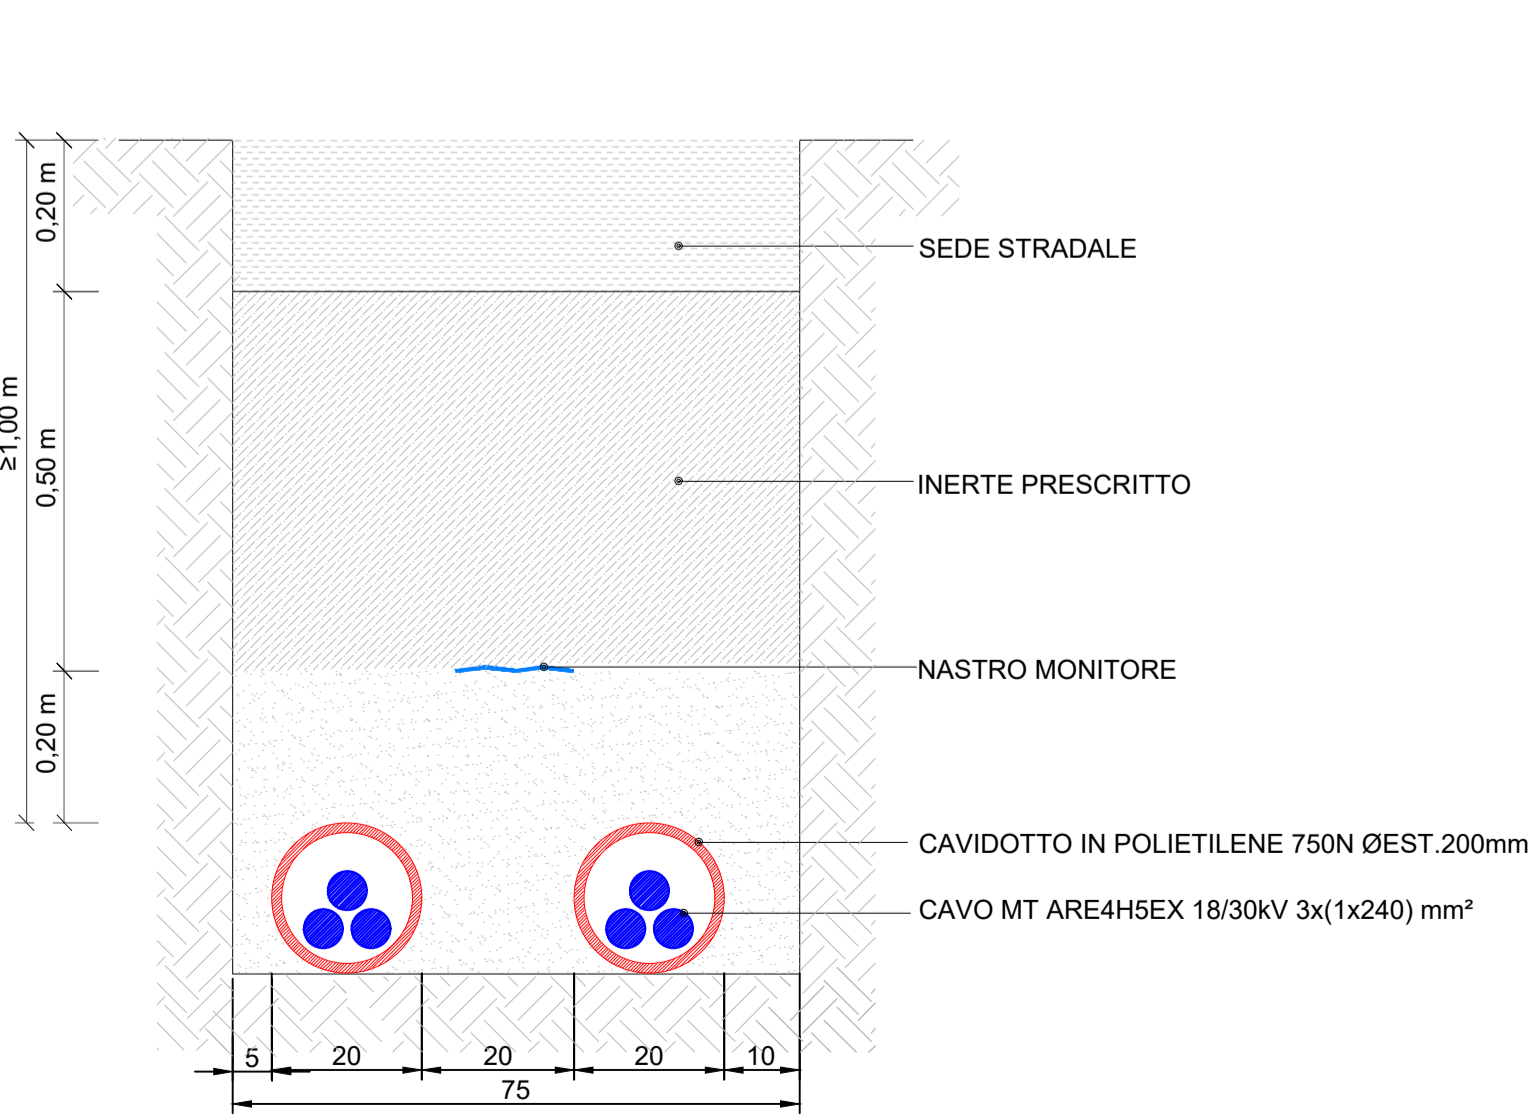 0,20 m
SEDE STRADALE
≥1,00 m
0,50 m
INERTE PRESCRITTO
NASTRO MONITORE
0,20 m
CAVIDOTTO IN POLIETILENE 750N ØEST.200mm
CAVO MT ARE4H5EX 18/30kV 3x(1x240) mm²
5 20 20 20 10
75